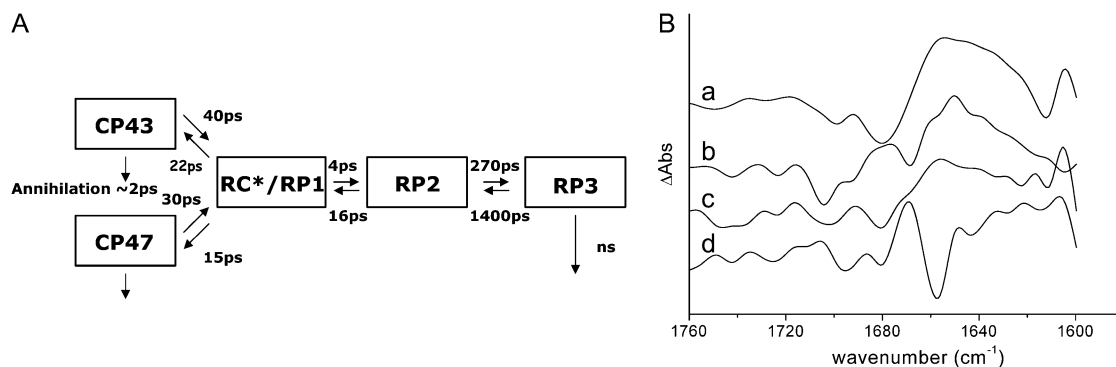 A
CP43
40ps
22ps
Annihilation ~2ps
30ps
CP47
15ps
RC*/RP1
4ps
16ps
RP2
270ps
1400ps
RP3
ns
B
ΔAbs
a
b
c
d
1760 1720 1680 1640 1600
wavenumber (cm⁻¹)